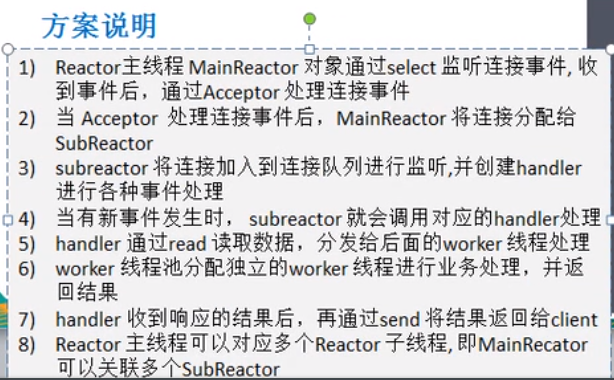 方案说明
1) Reactor主线程 MainReactor 对象通过select 监听连接事件, 收
到事件后，通过Acceptor 处理连接事件
2) 当 Acceptor 处理连接事件后，MainReactor 将连接分配给
SubReactor
3) subreactor 将连接加入到连接队列进行监听,并创建handler
进行各种事件处理
4) 当有新事件发生时， subreactor 就会调用对应的handler处理
5) handler 通过read 读取数据，分发给后面的worker 线程处理
6) worker 线程池分配独立的worker 线程进行业务处理，并返
回结果
7) handler 收到响应的结果后，再通过send 将结果返回给client
8) Reactor 主线程可以对应多个Reactor 子线程, 即MainRecator
可以关联多个SubReactor